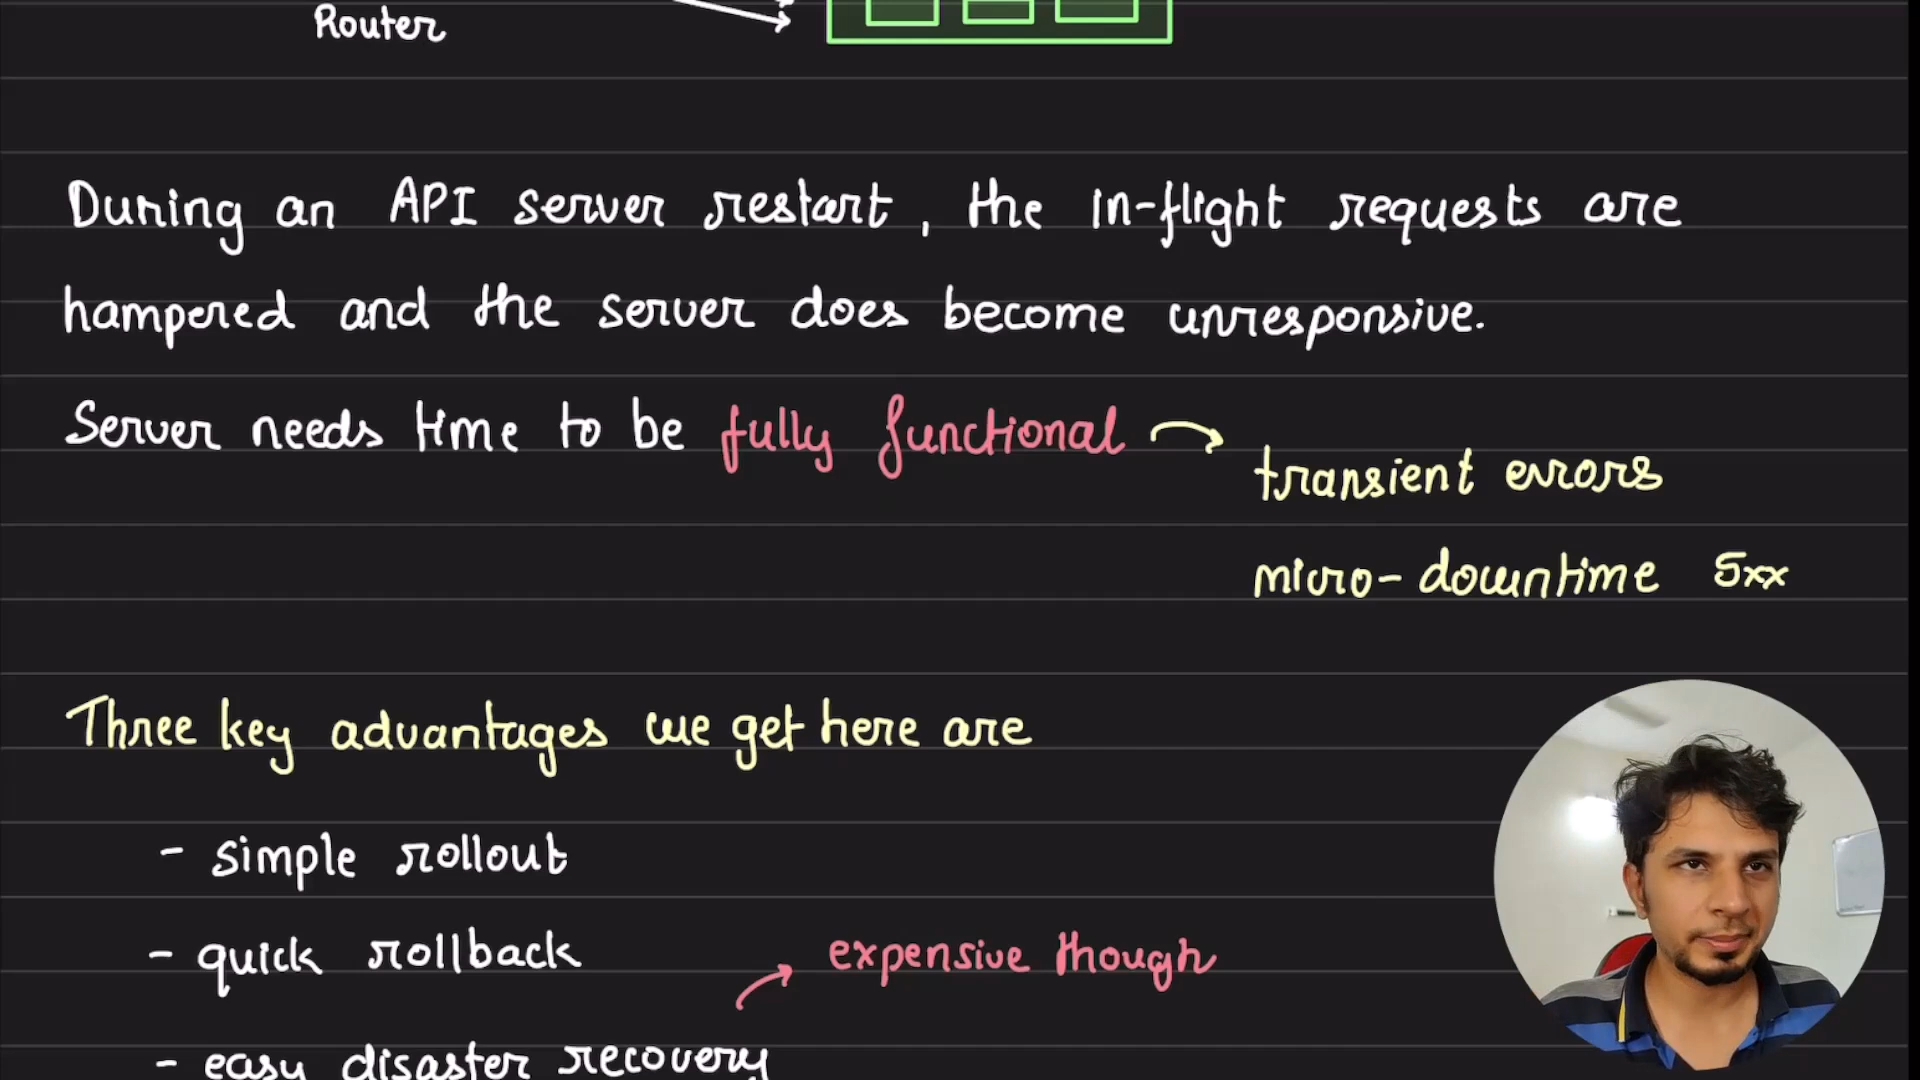 Router
During an API server restart, the in-flight requests are
hampered and the server does become unresponsive.
Server needs time to be fully functional
transient errors
micro-downtime 5xx
Three key advantages we get here are
- simple rollout
- quick rollback
expensive though
- easy disaster recovery